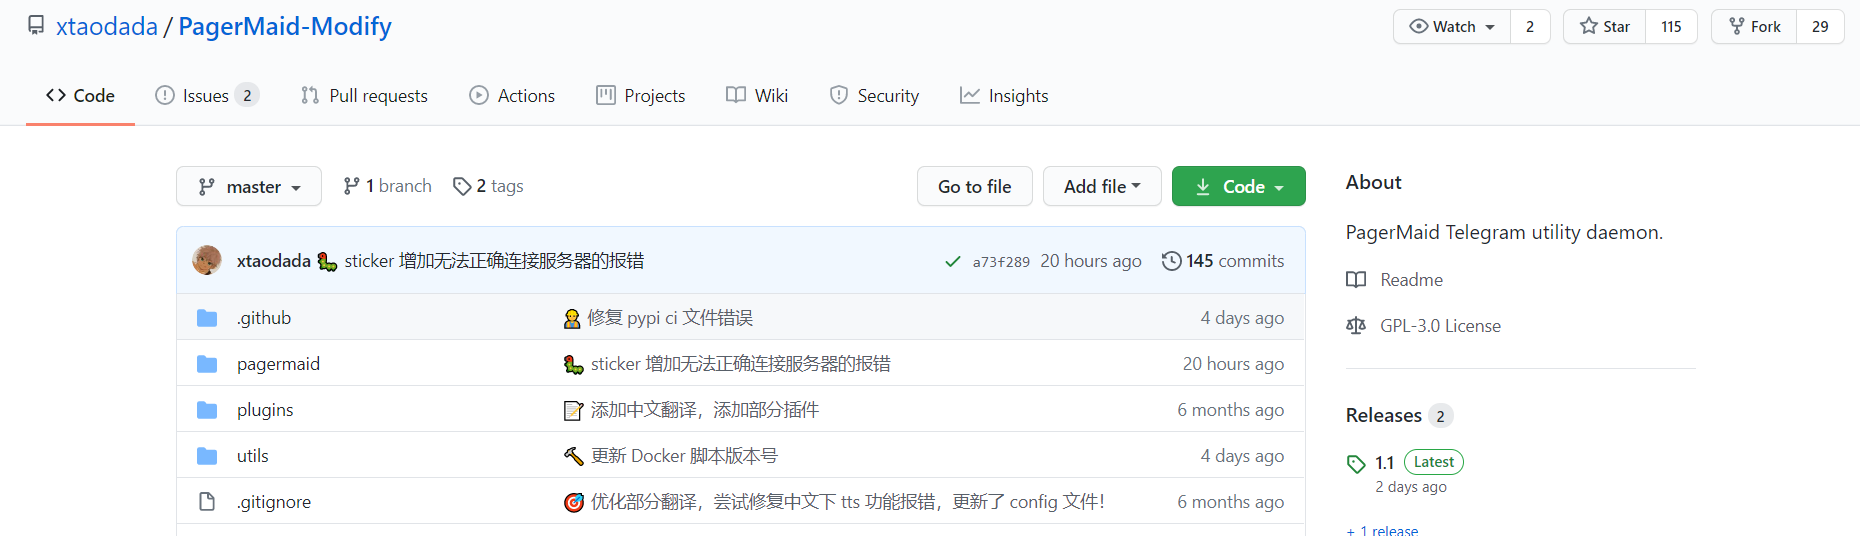 xtaodada / PagerMaid-Modify
Watch 2 Star 115 Fork 29
Code Issues 2 Pull requests Actions Projects Wiki Security Insights
master 1 branch 2 tags Go to file Add file Code
xtaodada sticker 增加无法正确连接服务器的报错 a73f289 20 hours ago 145 commits
.github 修复 pypi ci 文件错误 4 days ago
pagermaid sticker 增加无法正确连接服务器的报错 20 hours ago
plugins 添加中文翻译，添加部分插件 6 months ago
utils 更新 Docker 脚本版本号 4 days ago
.gitignore 优化部分翻译，尝试修复中文下 tts 功能报错，更新了 config 文件！ 6 months ago
About
PagerMaid Telegram utility daemon.
Readme
GPL-3.0 License
Releases 2
1.1 Latest
2 days ago
+ 1 release